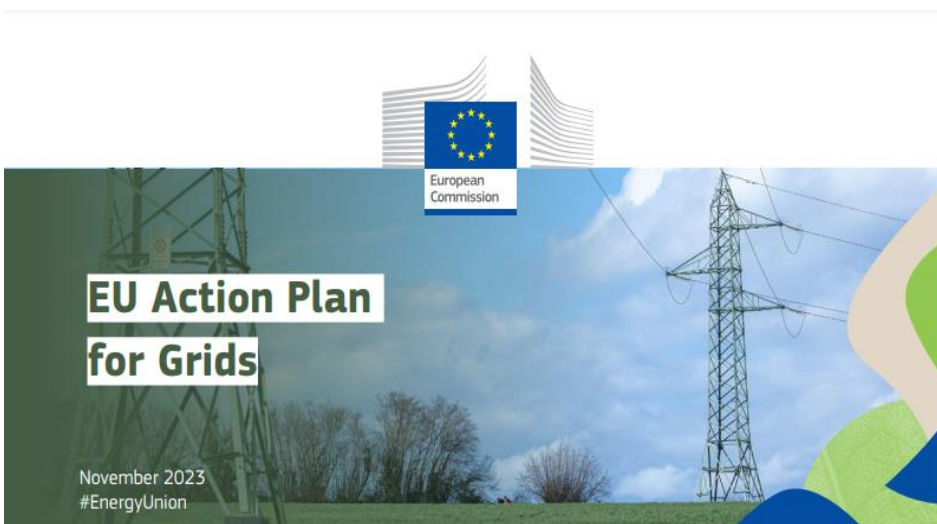 European
Commission
EU Action Plan
for Grids
November 2023
#EnergyUnion